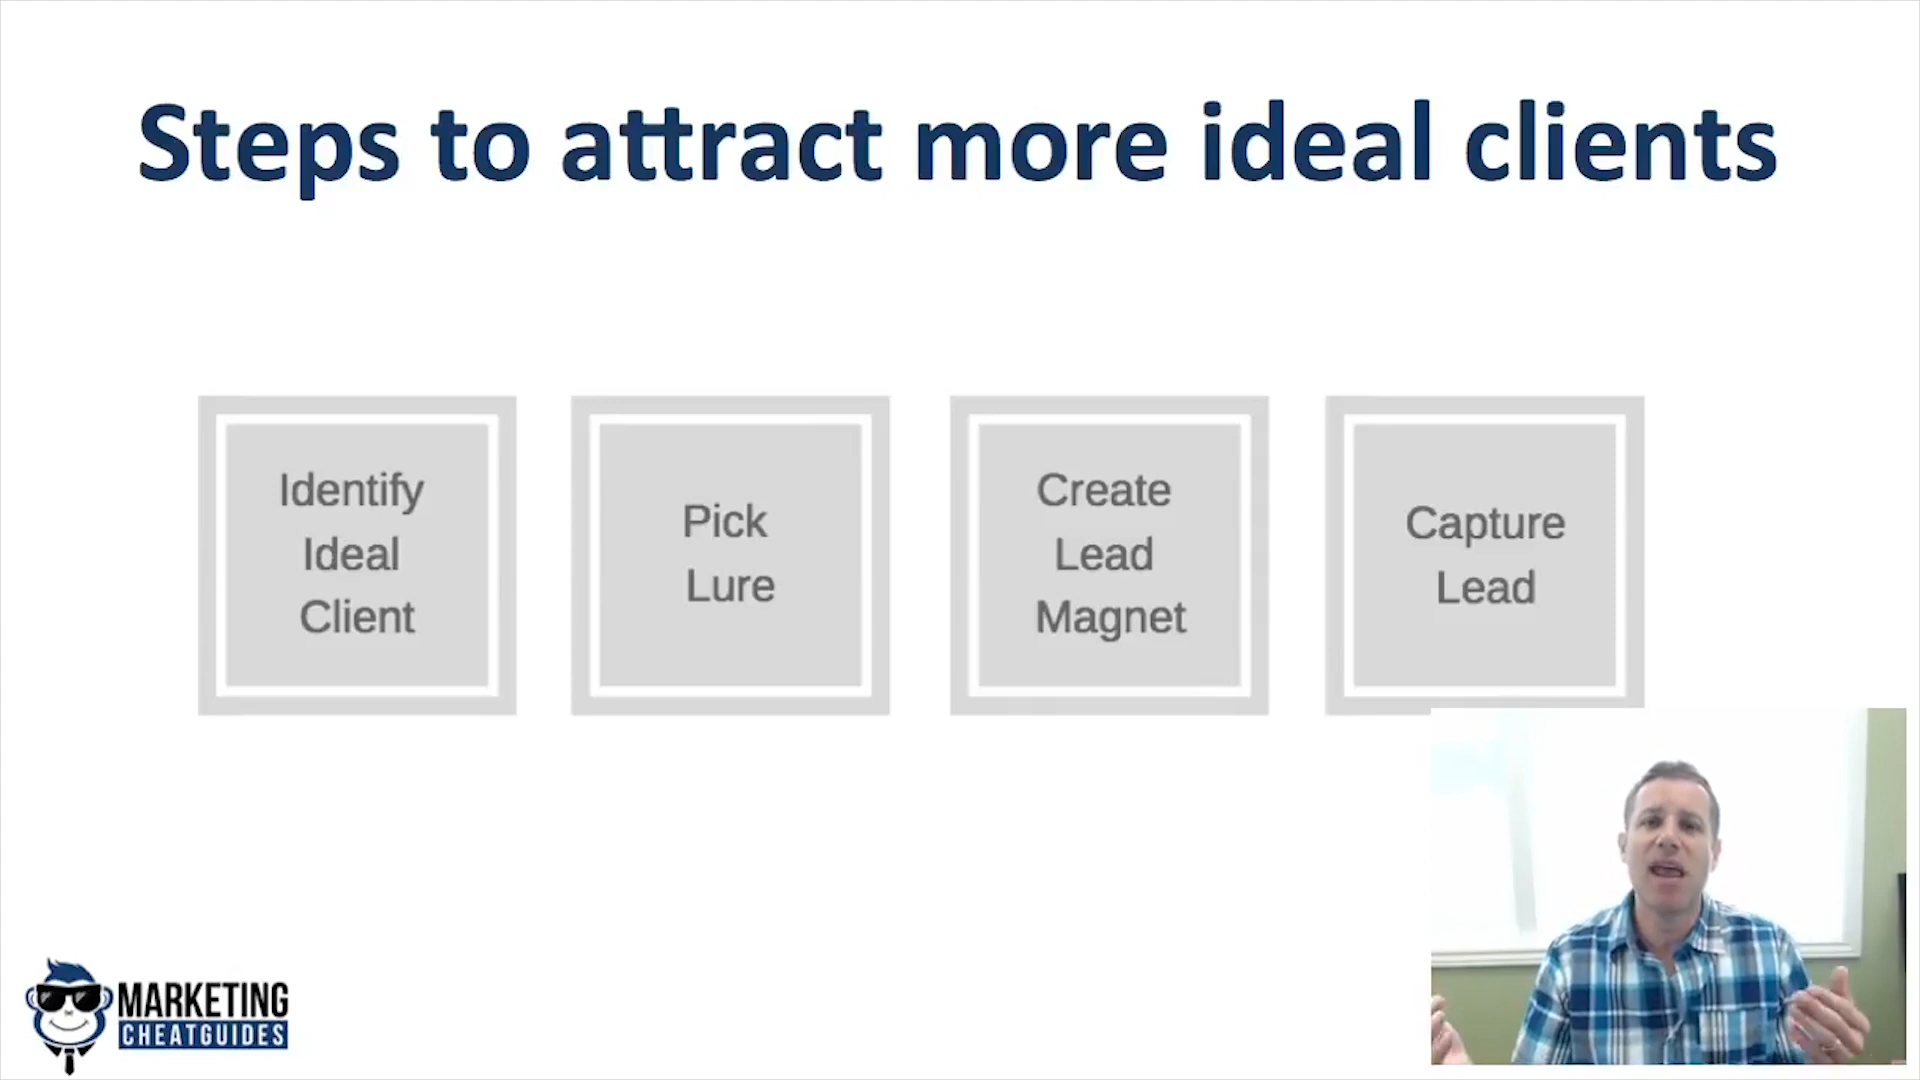 Steps to attract more ideal clients
Identify
Ideal
Client
Pick
Lure
Create
Lead
Magnet
Capture
Lead
MARKETING
CHEATGUIDES